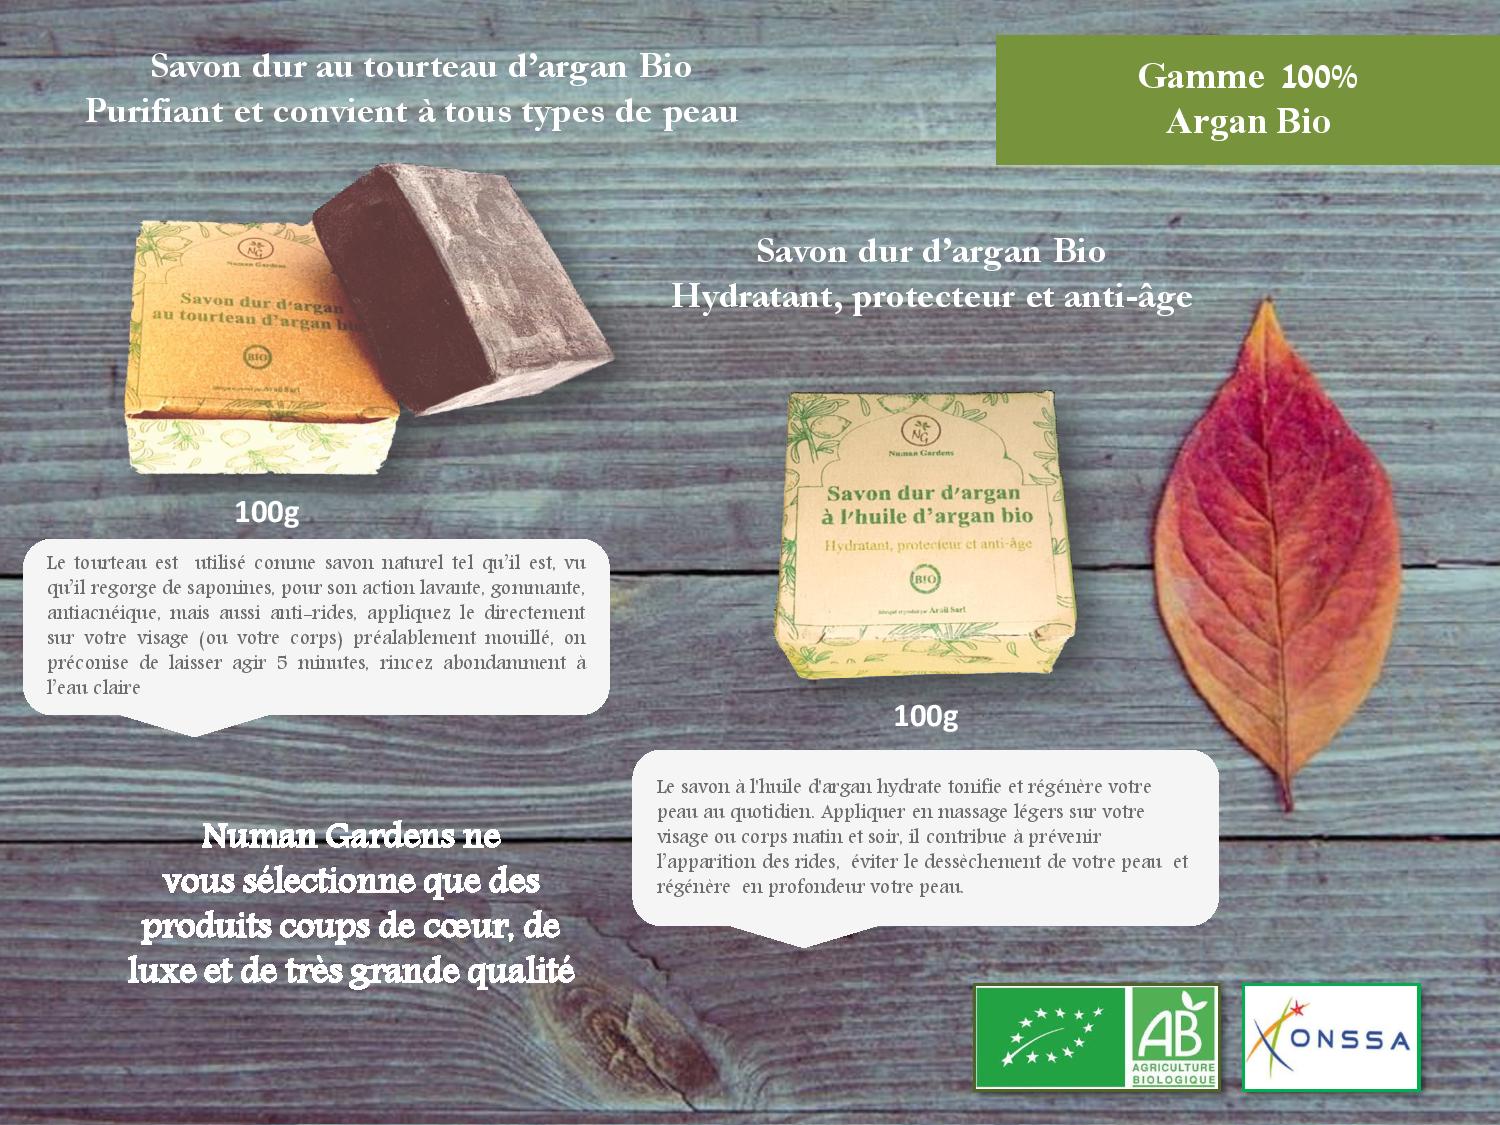 Savon dur au tourteau d'argan Bio
Purifiant et convient à tous types de peau
Gamme 100%
Argan Bio
NG
Numan Gardens
Savon dur d'argan
au tourteau d'argan
BIO
Arail Sarl
100g
Le tourteau est utilisé comme savon naturel tel qu'il est, vu
qu'il regorge de saponines, pour son action lavante, gommante,
antiacnéique, mais aussi anti-rides, appliquez le directement
sur votre visage (ou votre corps) préalablement mouillé, on
préconise de laisser agir 5 minutes, rincez abondamment à
l'eau claire
Savon dur d'argan Bio
Hydratant, protecteur et anti-âge
NG
Numan Gardens
Savon dur d'argan
à l'huile d'argan bio
Hydratant, protecteur et anti-âge
BIO
fabriqué et produit par Arail Sarl
100g
Le savon à l'huile d'argan hydrate tonifie et régénère votre
peau au quotidien. Appliquer en massage légers sur votre
visage ou corps matin et soir, il contribue à prévenir
l'apparition des rides, éviter le dessèchement de votre peau et
régénère en profondeur votre peau.
Numan Gardens ne
vous sélectionne que des
produits coups de cœur, de
luxe et de très grande qualité
AB
AGRICULTURE
BIOLOGIQUE
ONSSA